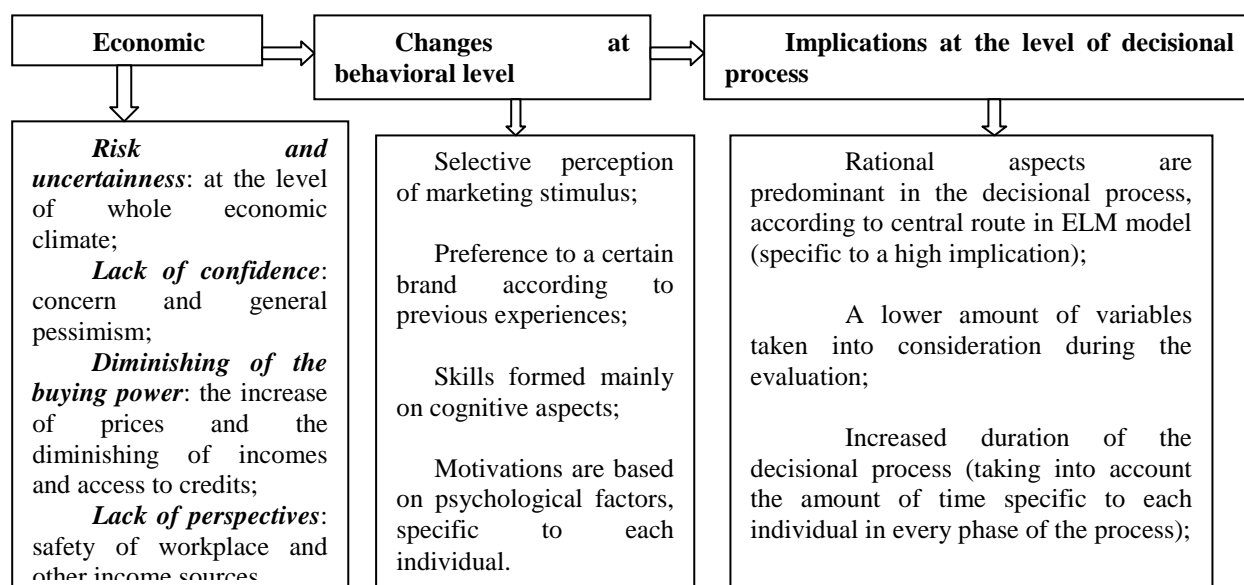 Economic
Changes at
behavioral level
Implications at the level of decisional
process
Risk and
uncertainness: at the level
of whole economic
climate;
Lack of confidence:
concern and general
pessimism;
Diminishing of the
buying power: the increase
of prices and the
diminishing of incomes
and access to credits;
Lack of perspectives:
safety of workplace and
other income sources
Selective perception
of marketing stimulus;
Preference to a certain
brand according to
previous experiences;
Skills formed mainly
on cognitive aspects;
Motivations are based
on psychological factors,
specific to each
individual.
Rational aspects are
predominant in the decisional process,
according to central route in ELM model
(specific to a high implication);
A lower amount of variables
taken into consideration during the
evaluation;
Increased duration of the
decisional process (taking into account
the amount of time specific to each
individual in every phase of the process);